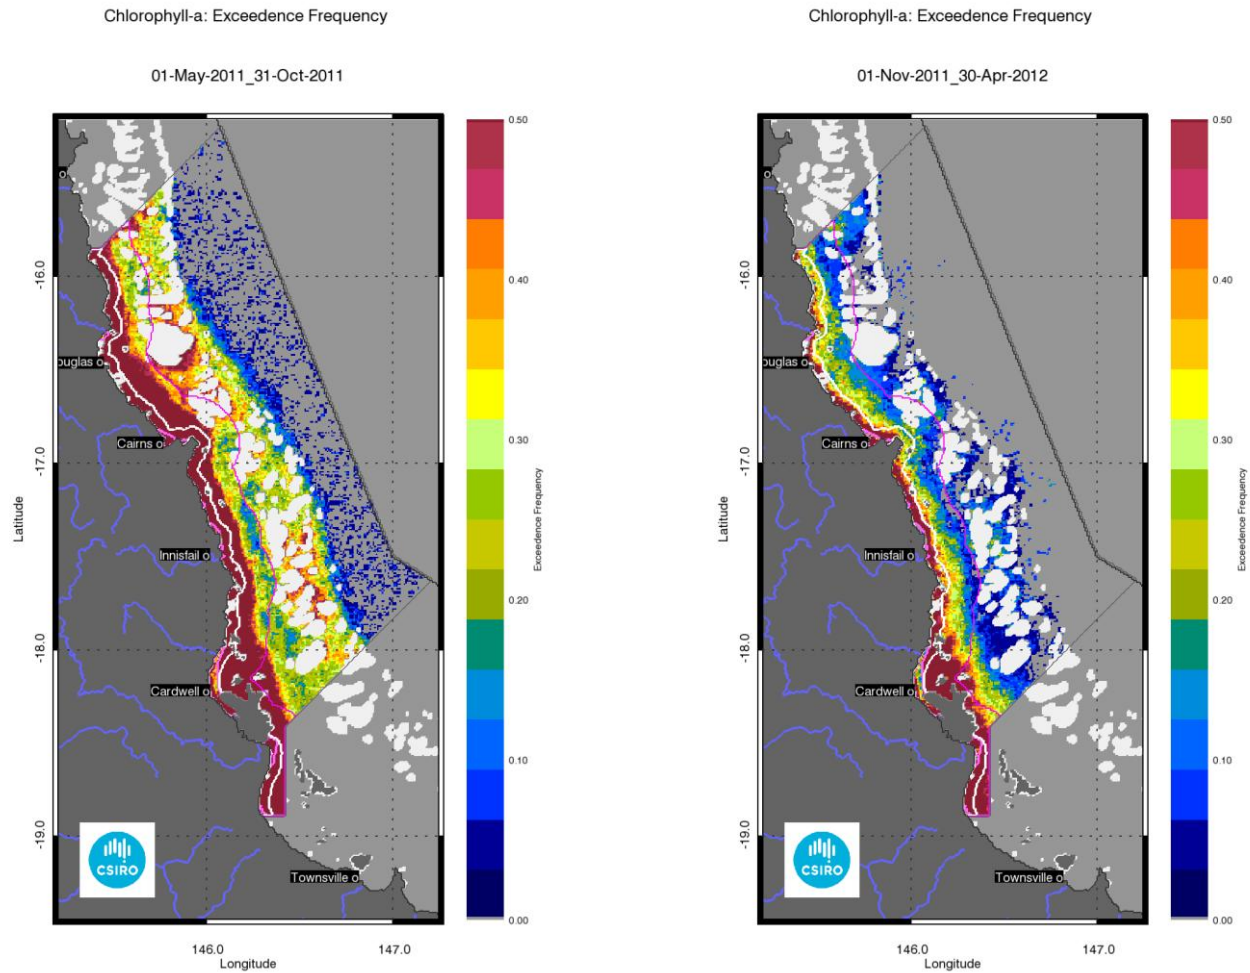 Chlorophyll-a: Exceedence Frequency
01-May-2011_31-Oct-2011
0.50
0.40
0.30
0.20
0.10
0.00
Exceedence Frequency
-16.0
-17.0
-18.0
-19.0
Latitude
o
ouglas o
Cairns o
Innisfail o
Cardwell o
Townsville o
CSIRO
146.0 147.0
Longitude
Chlorophyll-a: Exceedence Frequency
01-Nov-2011_30-Apr-2012
0.50
0.40
0.30
0.20
0.10
0.00
Exceedence Frequency
-16.0
-17.0
-18.0
-19.0
Latitude
o
ouglas o
Cairns o
Innisfail o
Cardwell o
Townsville o
CSIRO
146.0 147.0
Longitude